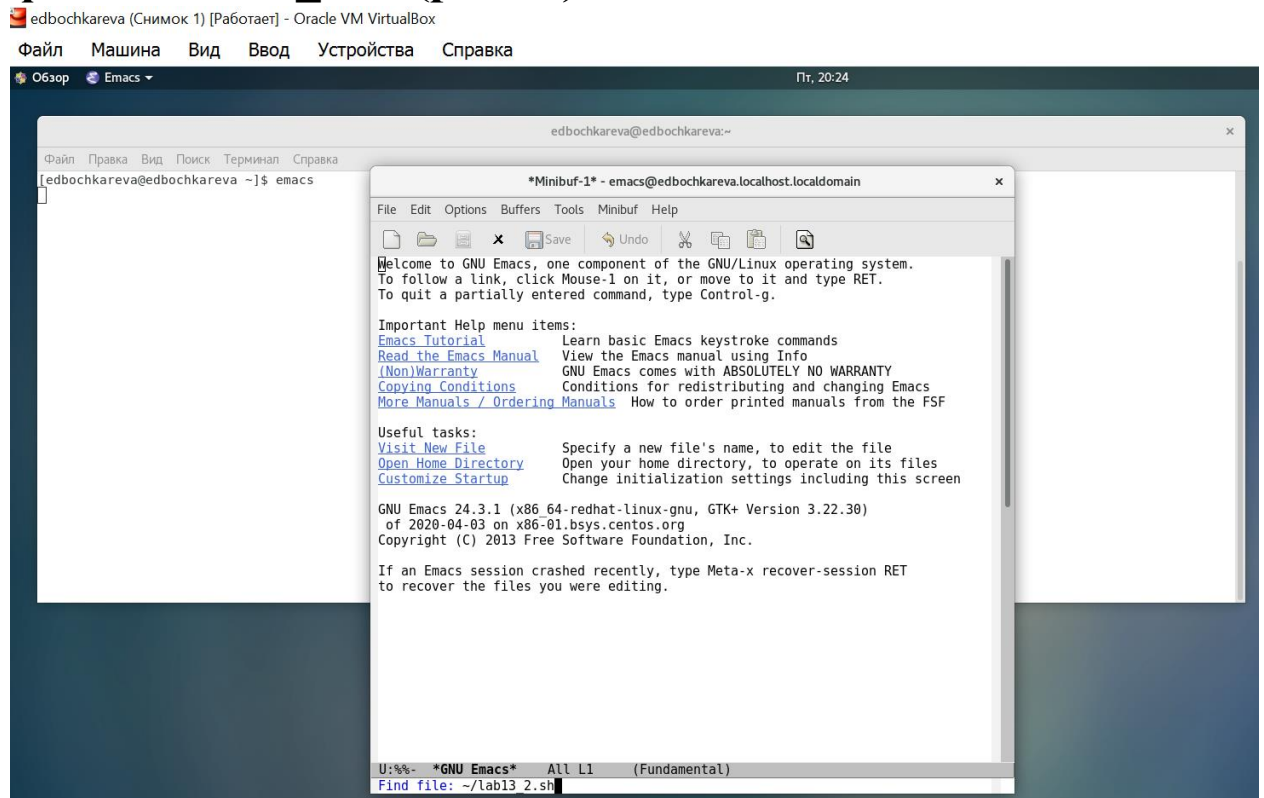 edbochkareva (Снимок 1) [Работает] - Oracle VM VirtualBox
Файл Машина Вид Ввод Устройства Справка
Обзор Emacs Пт, 20:24
edbochkareva@edbochkareva:~
Файл Правка Вид Поиск Терминал Справка
[edbochkareva@edbochkareva ~]$ emacs
*Minibuf-1* - emacs@edbochkareva.localhost.localdomain
File Edit Options Buffers Tools Minibuf Help
Save Undo
Welcome to GNU Emacs, one component of the GNU/Linux operating system.
To follow a link, click Mouse-1 on it, or move to it and type RET.
To quit a partially entered command, type Control-g.
Important Help menu items:
Emacs Tutorial Learn basic Emacs keystroke commands
Read the Emacs Manual View the Emacs manual using Info
(Non)Warranty GNU Emacs comes with ABSOLUTELY NO WARRANTY
Copying Conditions Conditions for redistributing and changing Emacs
More Manuals / Ordering Manuals How to order printed manuals from the FSF
Useful tasks:
Visit New File Specify a new file's name, to edit the file
Open Home Directory Open your home directory, to operate on its files
Customize Startup Change initialization settings including this screen
GNU Emacs 24.3.1 (x86_64-redhat-linux-gnu, GTK+ Version 3.22.30)
of 2020-04-03 on x86-01.bsys.centos.org
Copyright (C) 2013 Free Software Foundation, Inc.
If an Emacs session crashed recently, type Meta-x recover-session RET
to recover the files you were editing.
U:%%- *GNU Emacs* All L1 (Fundamental)
Find file: ~/lab13_2.sh